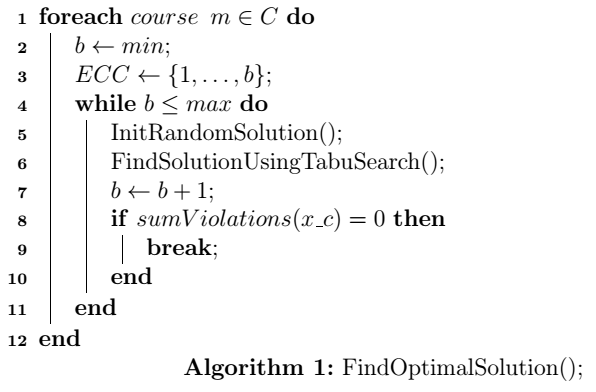 1 foreach course m ∈ C do
2 b ← min;
3 ECC ← {1, . . . , b};
4 while b ≤ max do
5 InitRandomSolution();
6 FindSolutionUsingTabuSearch();
7 b ← b + 1;
8 if sumViolations(x_c) = 0 then
9 break;
10 end
11 end
12 end
Algorithm 1: FindOptimalSolution();